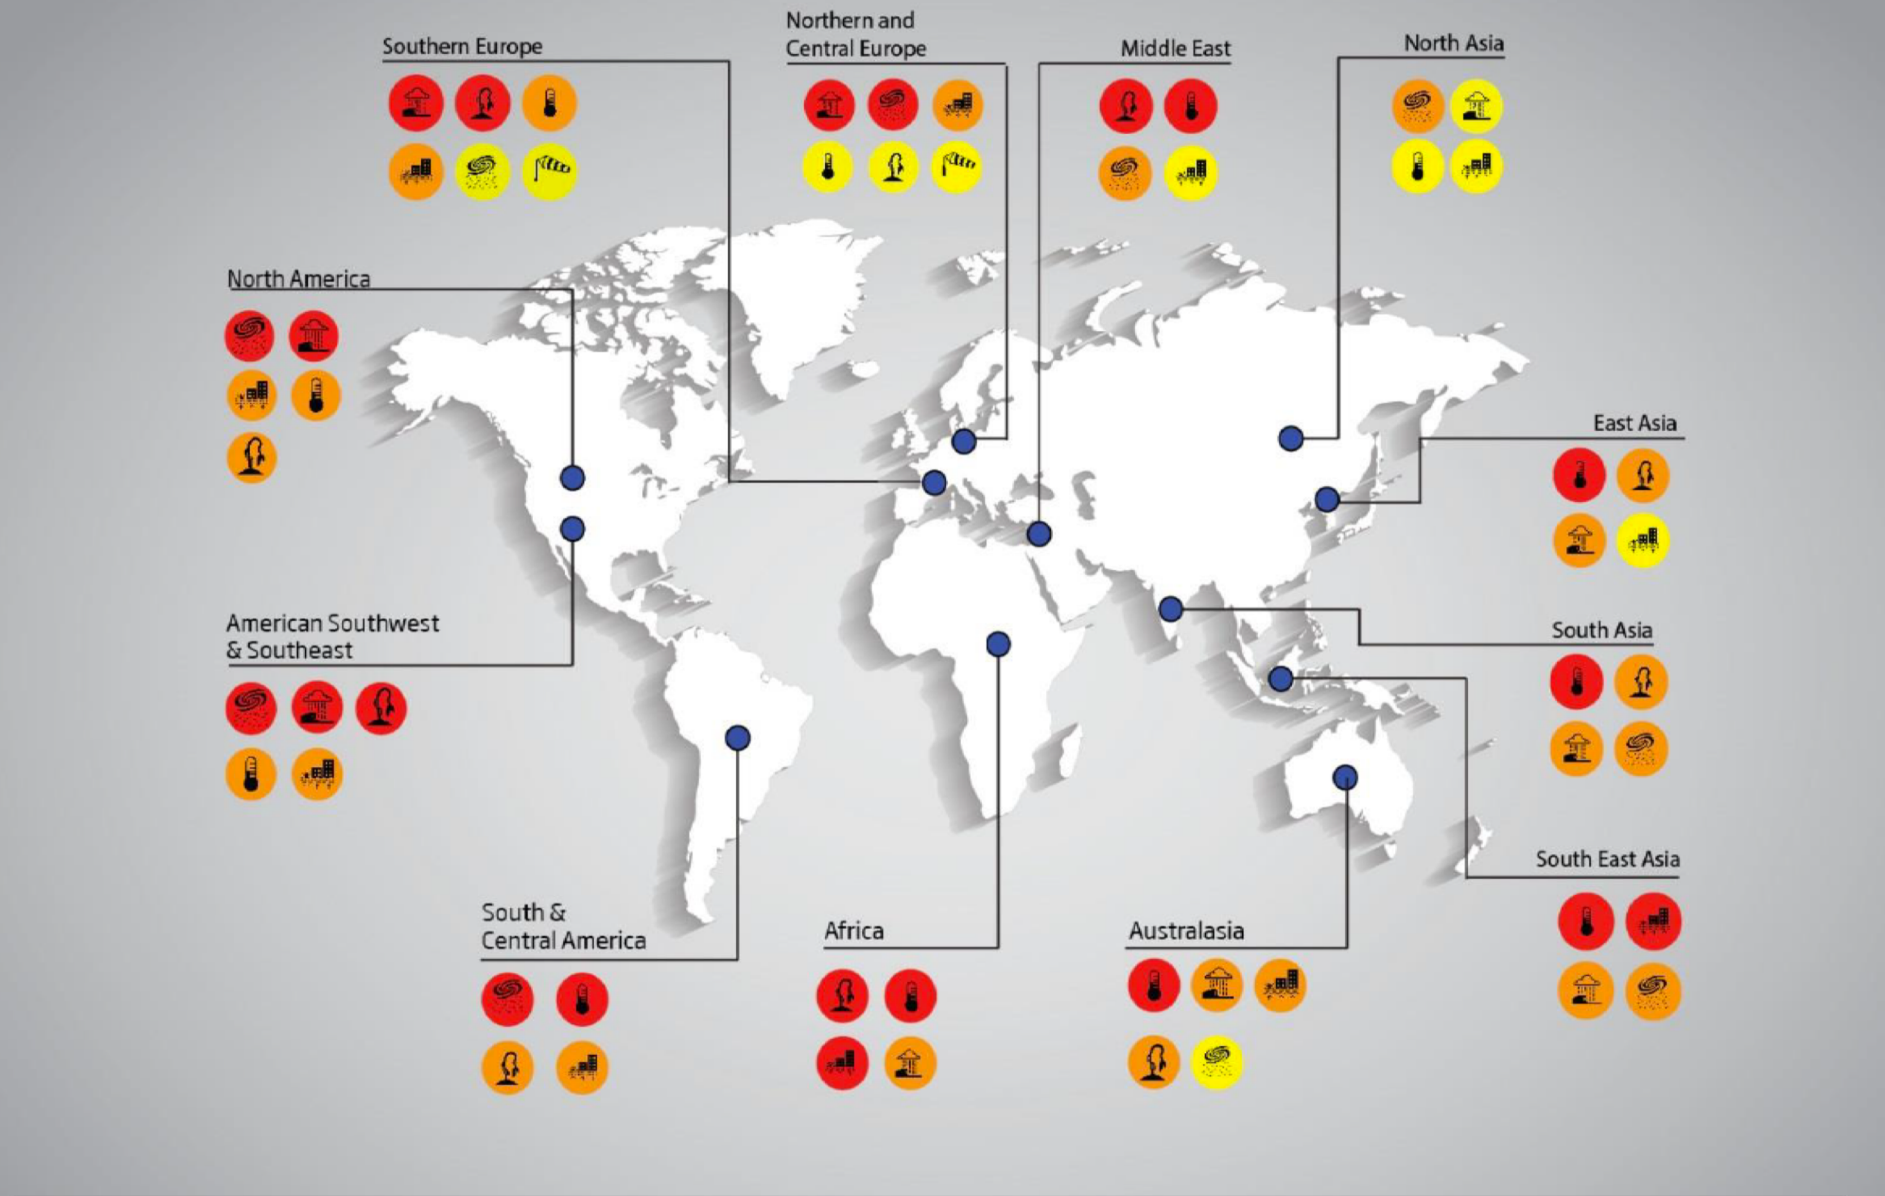 Southern Europe
Northern and
Central Europe
Middle East
North Asia
North America
East Asia
American Southwest
& Southeast
South Asia
South East Asia
South &
Central America
Africa
Australasia